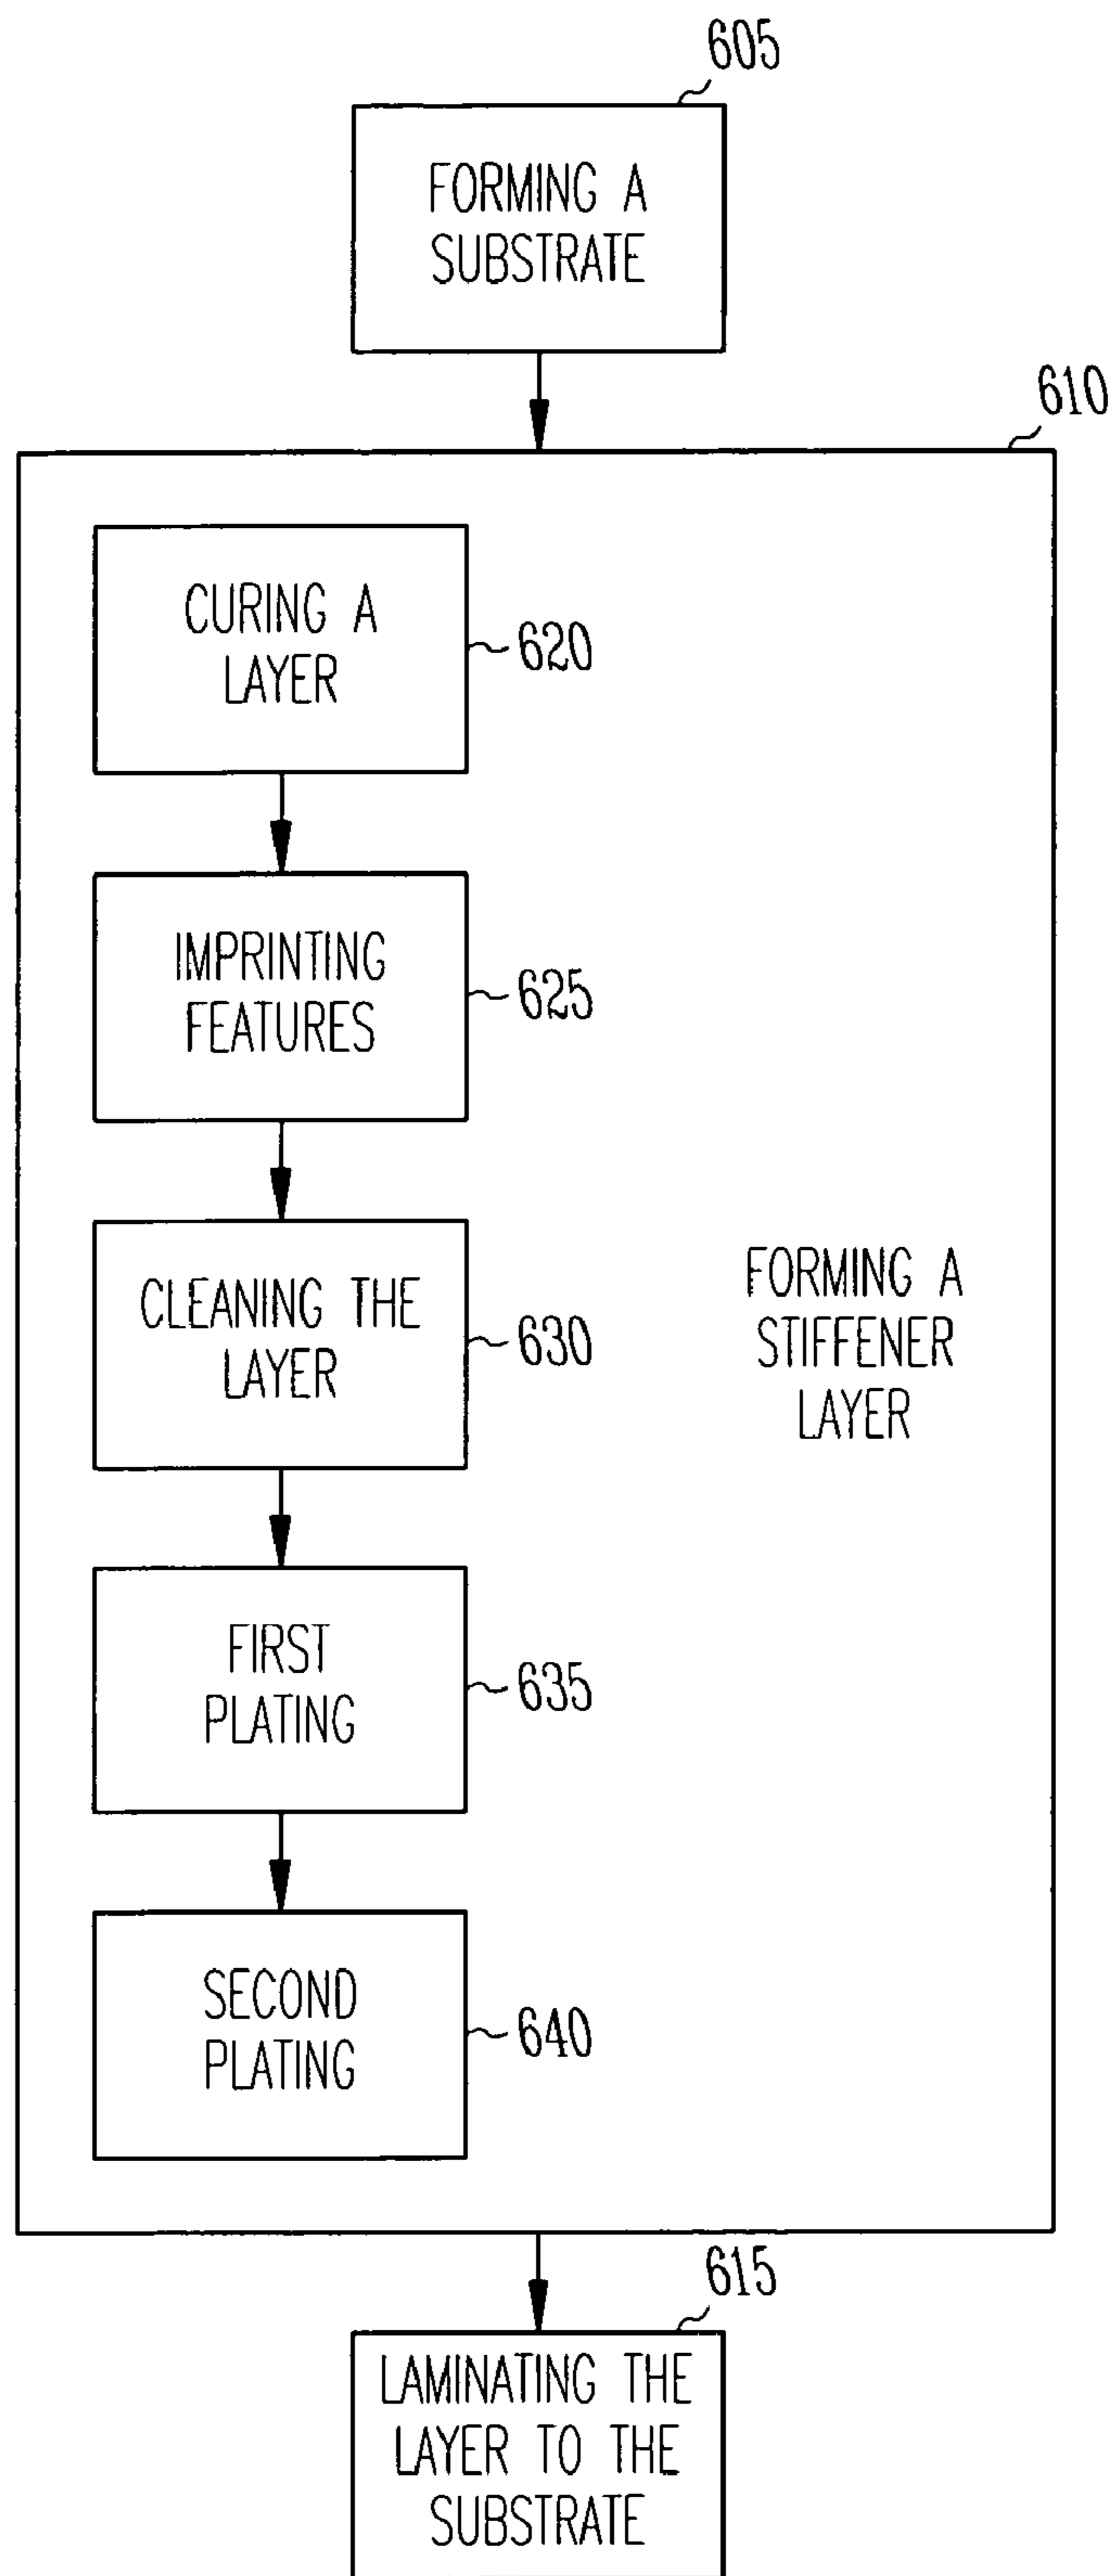 605
FORMING A
SUBSTRATE
610
CURING A
LAYER
620
IMPRINTING
FEATURES
625
CLEANING THE
LAYER
630
FORMING A
STIFFENER
LAYER
FIRST
PLATING
635
SECOND
PLATING
640
615
LAMINATING THE
LAYER TO THE
SUBSTRATE